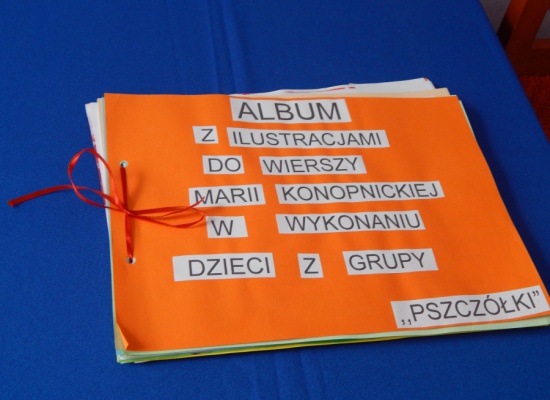 ALBUM
Z ILUSTRACJAMI
DO WIERSZY
MARII KONOPNICKIEJ
W WYKONANIU
DZIECI Z GRUPY
,,PSZCZÓŁKI”